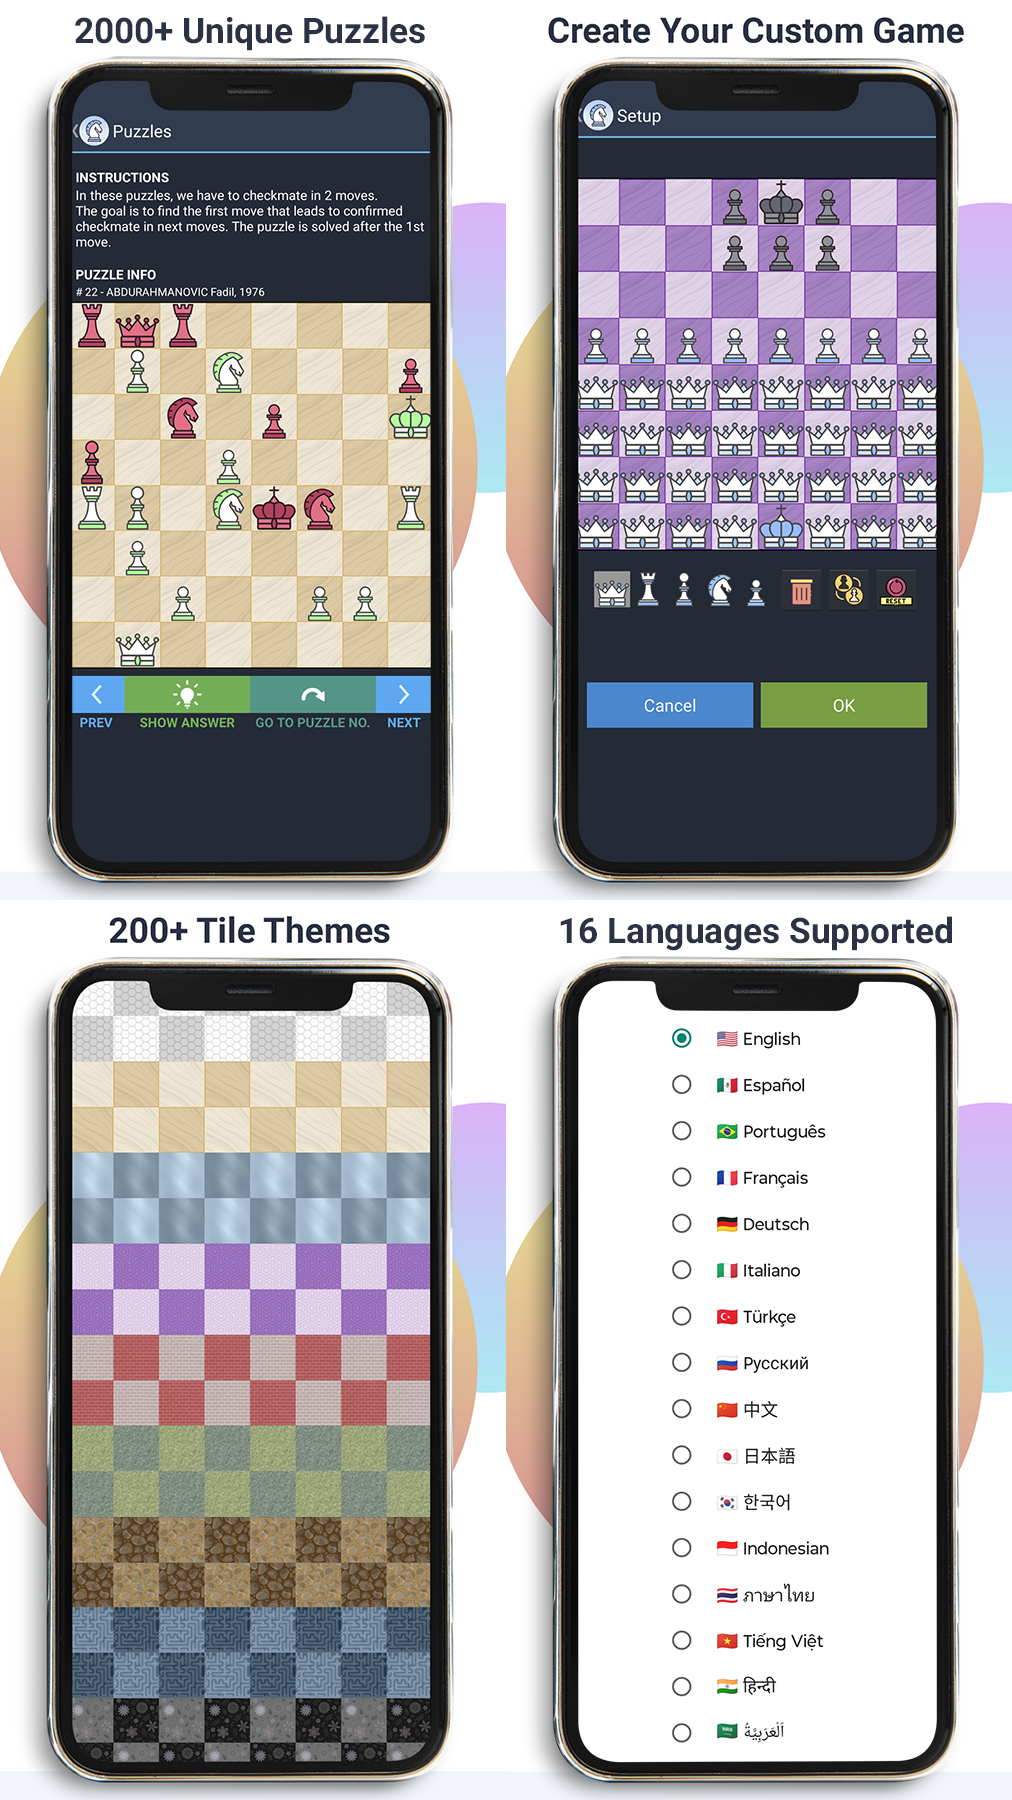 2000+ Unique Puzzles
Puzzles
INSTRUCTIONS
In these puzzles, we have to checkmate in 2 moves.
The goal is to find the first move that leads to confirmed
checkmate in next moves. The puzzle is solved after the 1st
move.
PUZZLE INFO
# 22 - ABDURAHMANOVIC Fadil, 1976
PREV
SHOW ANSWER
GO TO PUZZLE NO.
NEXT
Create Your Custom Game
Setup
RESET
Cancel
OK
200+ Tile Themes
16 Languages Supported
English
Español
Português
Français
Deutsch
Italiano
Türkçe
Русский
中文
日本語
한국어
Indonesian
ภาษาไทย
Tiếng Việt
हिन्दी
اَلْعَرَبِيَّةُ